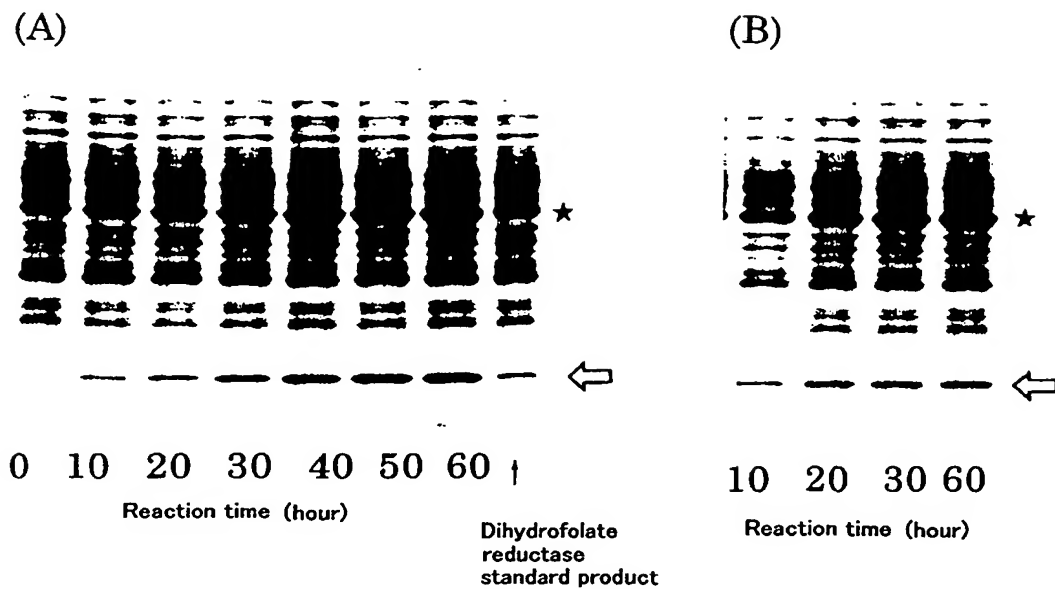 (A)
0 10 20 30 40 50 60
Reaction time (hour)
Dihydrofolate
reductase
standard product
(B)
10 20 30 60
Reaction time (hour)